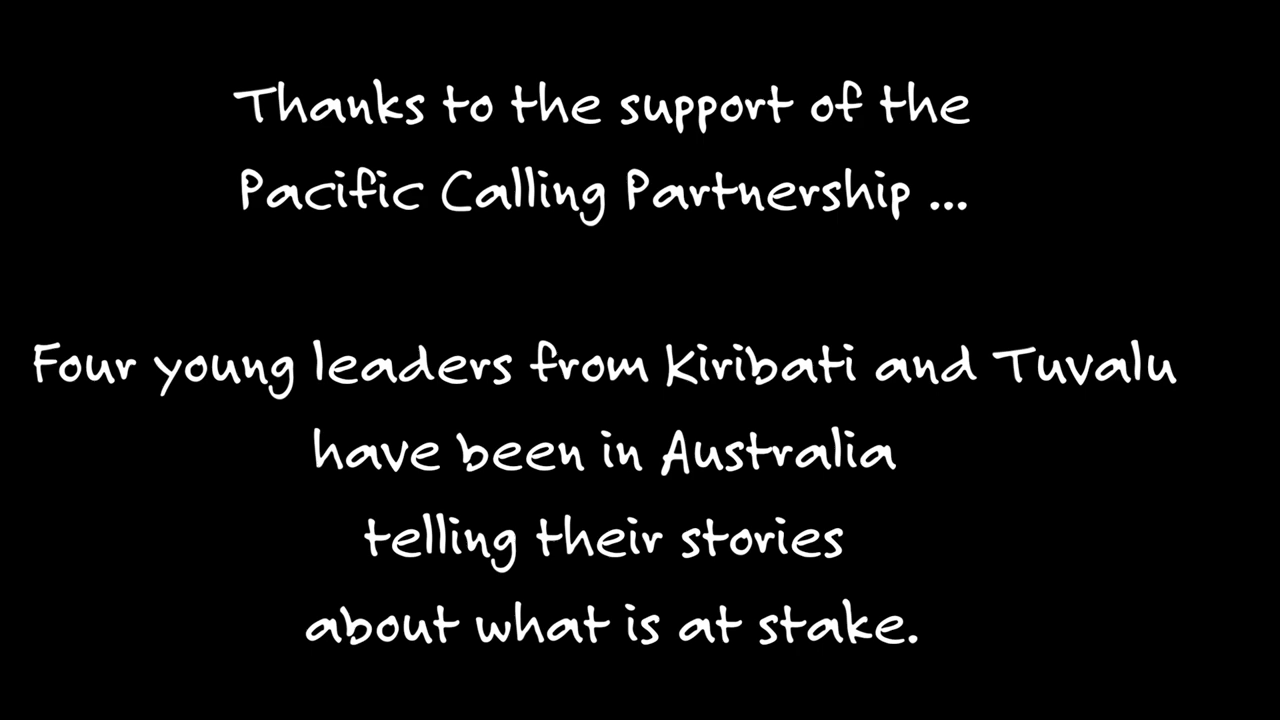 Thanks to the support of the
Pacific Calling Partnership ...
Four young leaders from Kiribati and Tuvalu
have been in Australia
telling their stories
about what is at stake.